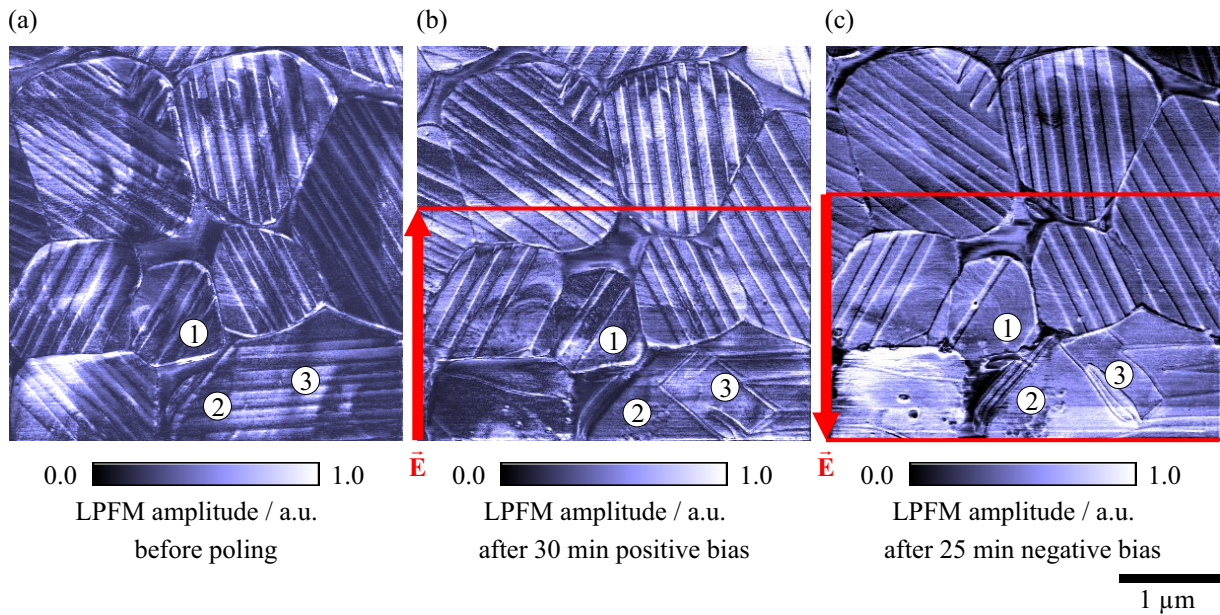 (a)
(b)
(c)
1
2
3
1
2
3
1
2
3
E
E
0.0 1.0
LPFM amplitude / a.u.
before poling
0.0 1.0
LPFM amplitude / a.u.
after 30 min positive bias
0.0 1.0
LPFM amplitude / a.u.
after 25 min negative bias
1 µm